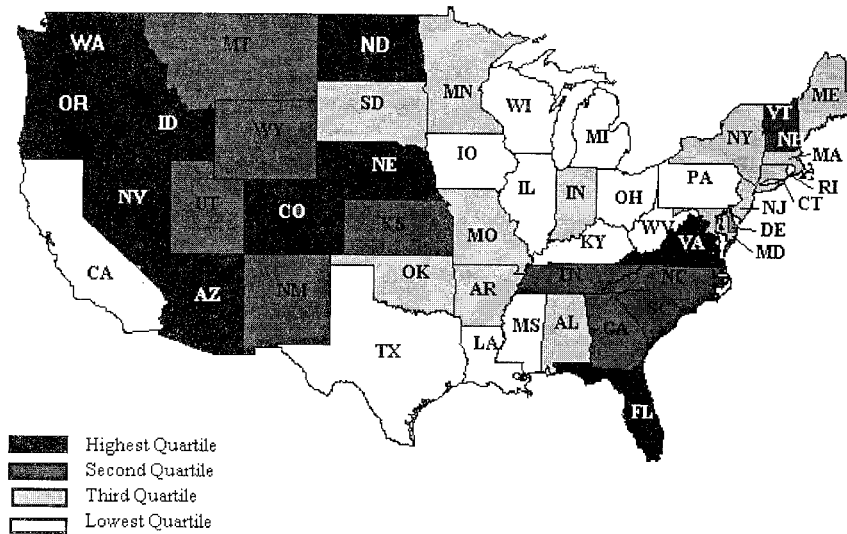 WA
MT
ND
MN
ME
OR
ID
SD
WI
VT
NH
WY
MI
NY
MA
NE
IO
PA
RI
NV
IL
IN
OH
CT
UT
CO
NJ
KS
MO
WV
DE
CA
KY
VA
MD
TN
NC
AZ
NM
OK
AR
SC
MS
AL
GA
TX
LA
FL
Highest Quartile
Second Quartile
Third Quartile
Lowest Quartile